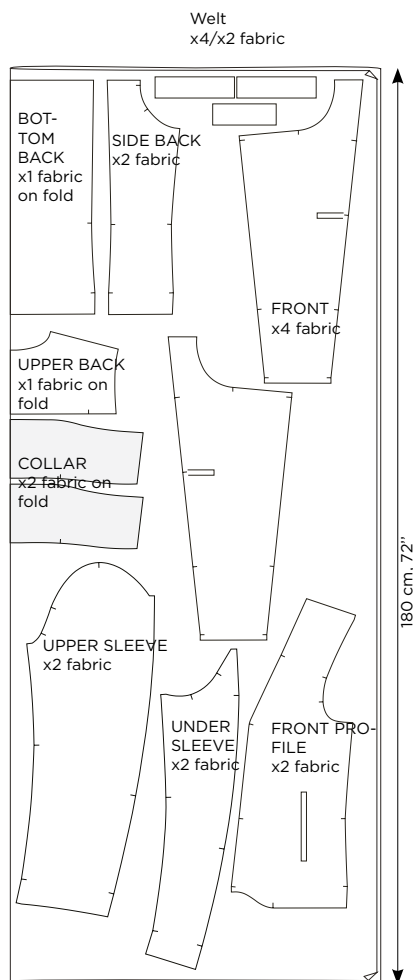 Welt
x4/x2 fabric
BOT-
TOM
BACK
x1 fabric
on fold
SIDE BACK
x2 fabric
FRONT
x4 fabric
UPPER BACK
x1 fabric on
fold
COLLAR
x2 fabric on
fold
180 cm, 72”
UPPER SLEEVE
x2 fabric
UNDER
SLEEVE
x2 fabric
FRONT PRO-
FILE
x2 fabric